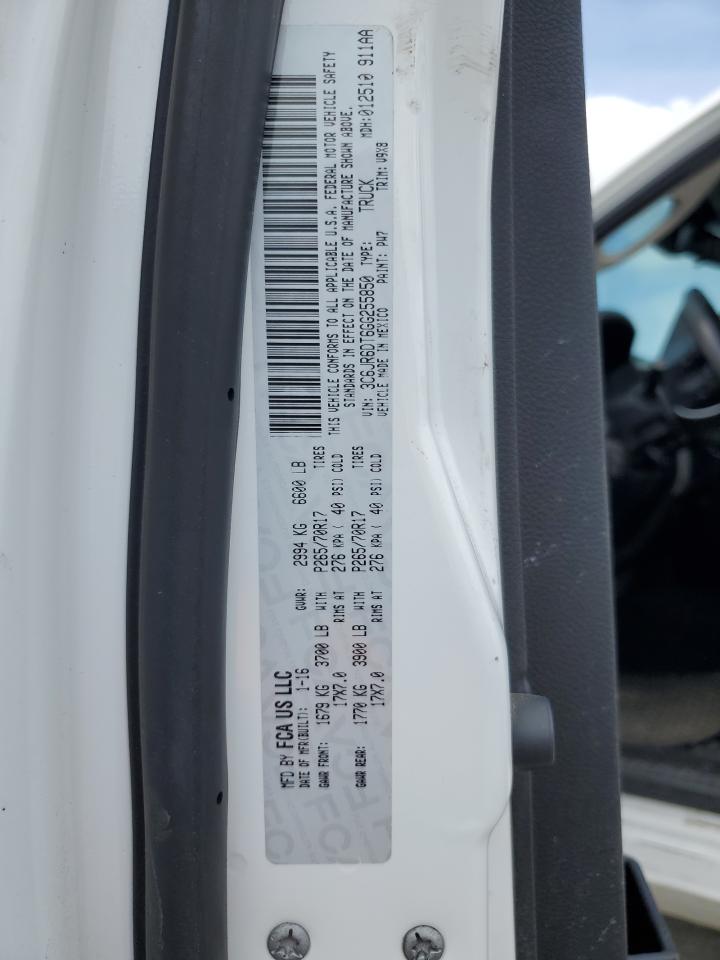 MFD BY FCA US LLC
DATE OF MFR(BUILT): 1-16 GVWR: 2994 KG 6600 LB
GAWR FRONT: 1679 KG 3700 LB WITH P265/70R17 TIRES
17X7.0 RIMS AT 276 KPA ( 40 PSI) COLD
GAWR REAR: 1770 KG 3900 LB WITH P265/70R17 TIRES
17X7.0 RIMS AT 276 KPA ( 40 PSI) COLD
THIS VEHICLE CONFORMS TO ALL APPLICABLE U.S.A. FEDERAL MOTOR VEHICLE SAFETY
STANDARDS IN EFFECT ON THE DATE OF MANUFACTURE SHOWN ABOVE.
VIN: 3C6JR6DT6GG255850 TYPE: TRUCK MDH:012510 911AA
VEHICLE MADE IN MEXICO PAINT: PW7 TRIM: V9X8